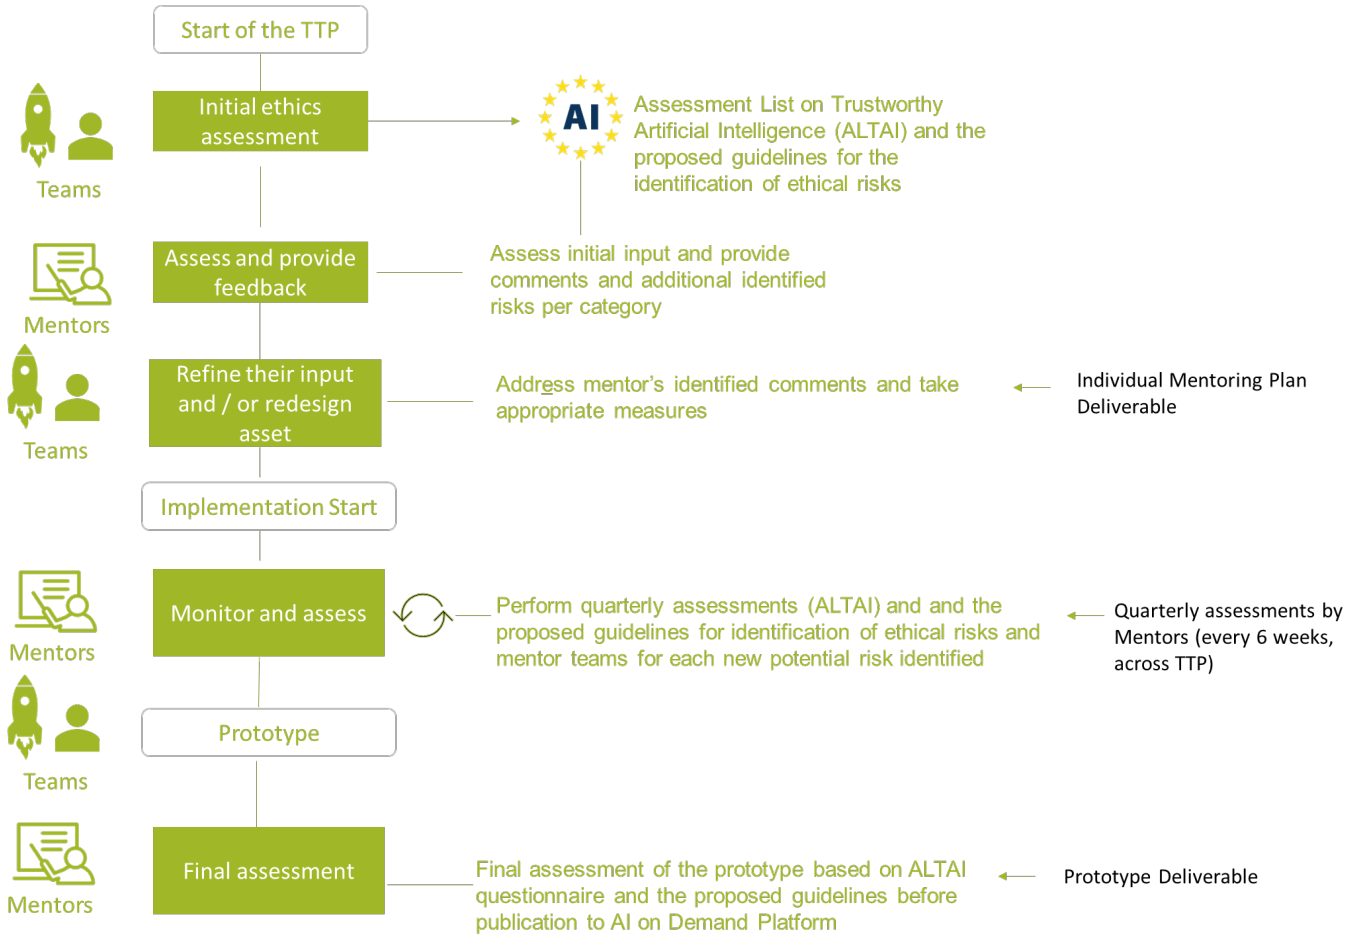 Start of the TTP
Initial ethics
assessment
Teams
AI
Assessment List on Trustworthy
Artificial Intelligence (ALTAI) and the
proposed guidelines for the
identification of ethical risks
Mentors
Assess and provide
feedback
Assess initial input and provide
comments and additional identified
risks per category
Teams
Refine their input
and / or redesign
asset
Address mentor's identified comments and take
appropriate measures
Individual Mentoring Plan
Deliverable
Implementation Start
Mentors
Monitor and assess
Perform quarterly assessments (ALTAI) and and the
proposed guidelines for identification of ethical risks and
mentor teams for each new potential risk identified
Quarterly assessments by
Mentors (every 6 weeks,
across TTP)
Teams
Prototype
Mentors
Final assessment
Final assessment of the prototype based on ALTAI
questionnaire and the proposed guidelines before
publication to AI on Demand Platform
Prototype Deliverable